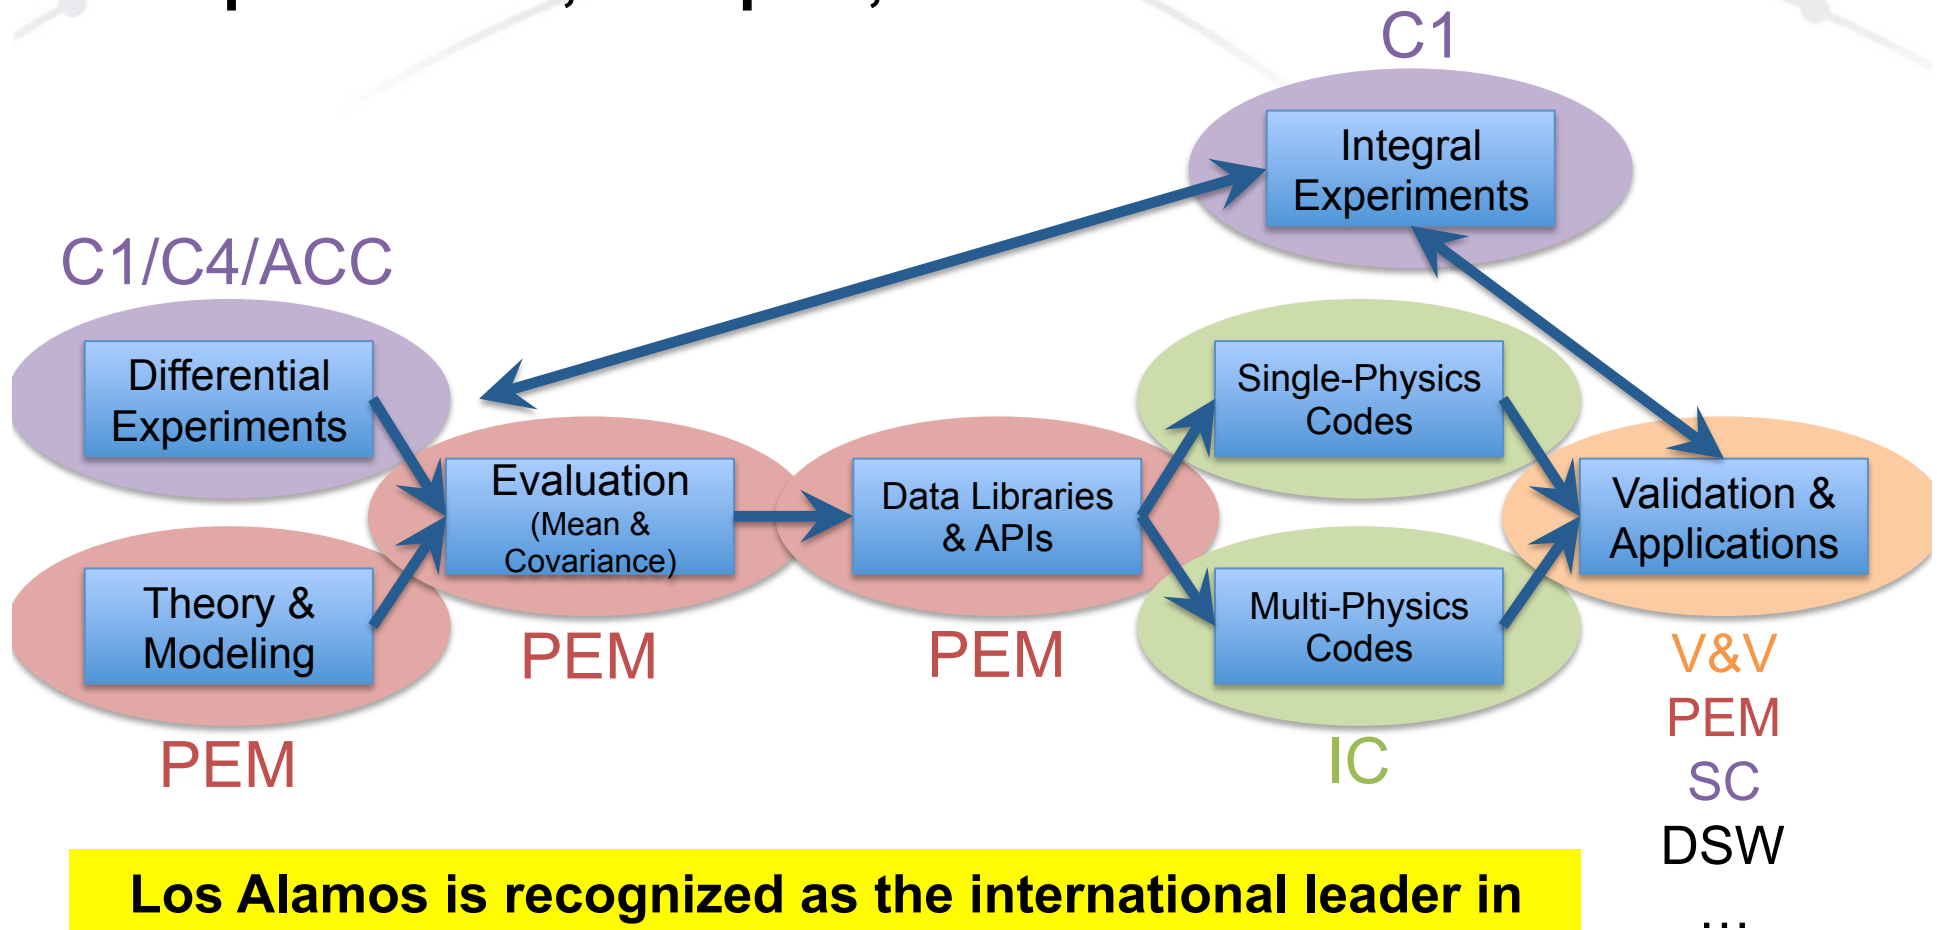 C1
Integral
Experiments
C1/C4/ACC
Differential
Experiments
Single-Physics
Codes
Evaluation
(Mean &
Covariance)
Data Libraries
& APIs
Validation &
Applications
Theory &
Modeling
Multi-Physics
Codes
PEM
PEM
PEM
IC
V&V
PEM
SC
DSW
...
Los Alamos is recognized as the international leader in